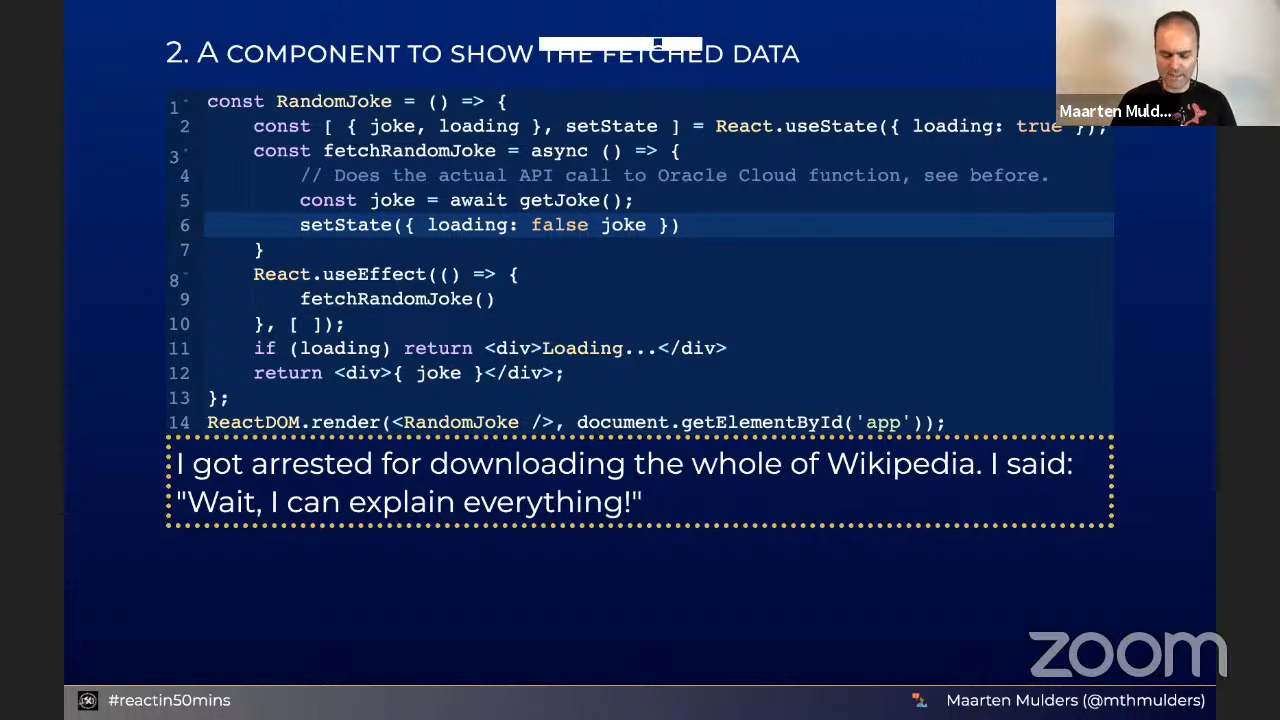 2. A COMPONENT TO SHOW THE FETCHED DATA
1 const RandomJoke = () => {
2 const [ { joke, loading }, setState ] = React.useState({ loading: true });
3 const fetchRandomJoke = async () => {
4 // Does the actual API call to Oracle Cloud function, see before.
5 const joke = await getJoke();
6 setState({ loading: false joke })
7 }
8 React.useEffect(() => {
9 fetchRandomJoke()
10 }, [ ]);
11 if (loading) return <div>Loading...</div>
12 return <div>{ joke }</div>;
13 };
14 ReactDOM.render(<RandomJoke />, document.getElementById('app'));
I got arrested for downloading the whole of Wikipedia. I said:
"Wait, I can explain everything!"
Maarten Muld...
zoom
#reactin50mins
Maarten Mulders (@mthmulders)